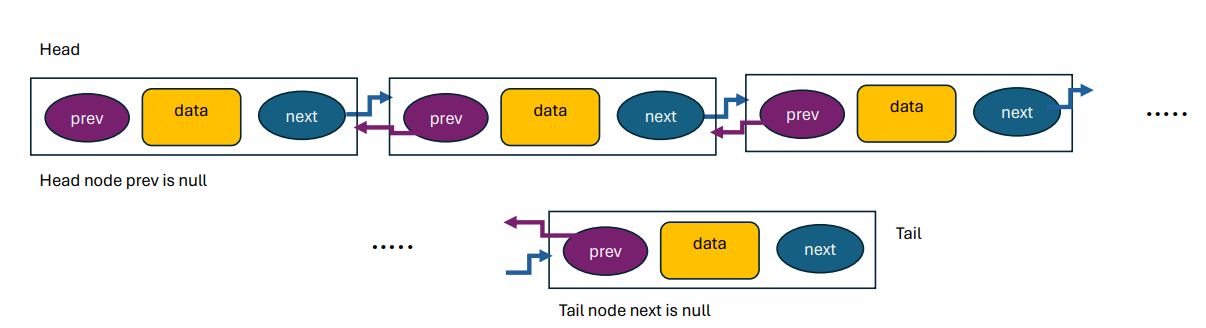 Head
prev data next prev data next prev data next
.....
Head node prev is null
.....
prev data next
Tail
Tail node next is null